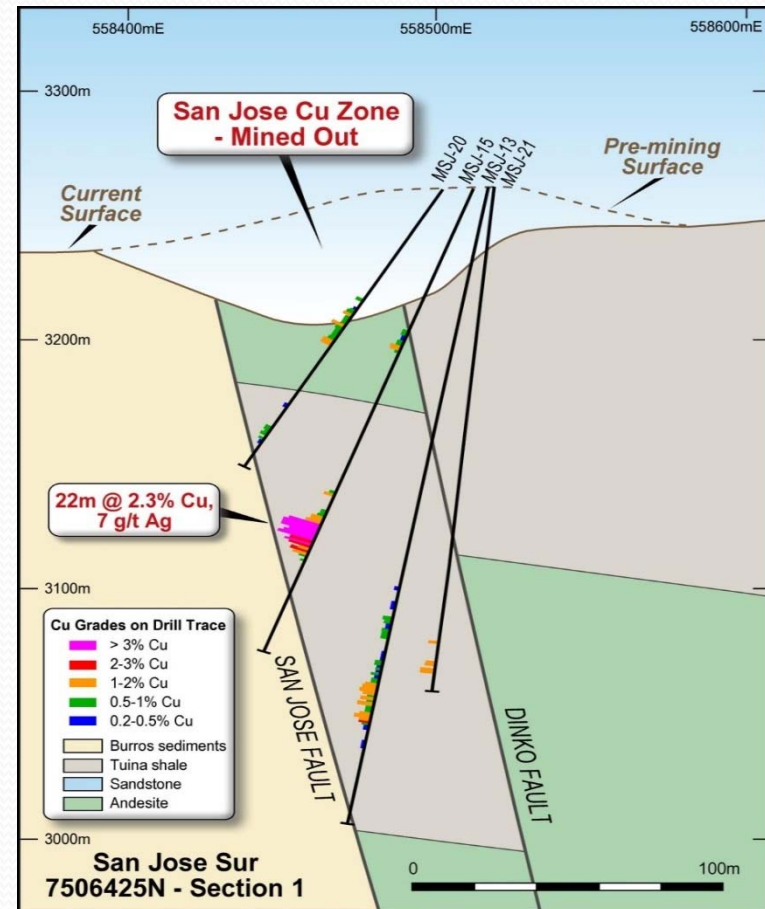 558400mE
558500mE
558600mE
3300m
San Jose Cu Zone
- Mined Out
MSJ-20
MSJ-15
MSJ-13
MSJ-21
Pre-mining
Surface
Current
Surface
3200m
22m @ 2.3% Cu,
7 g/t Ag
3100m
Cu Grades on Drill Trace
> 3% Cu
2-3% Cu
1-2% Cu
0.5-1% Cu
0.2-0.5% Cu
Burros sediments
Tuina shale
Sandstone
Andesite
SAN JOSE FAULT
DINKO FAULT
3000m
San Jose Sur
7506425N - Section 1
0
100m